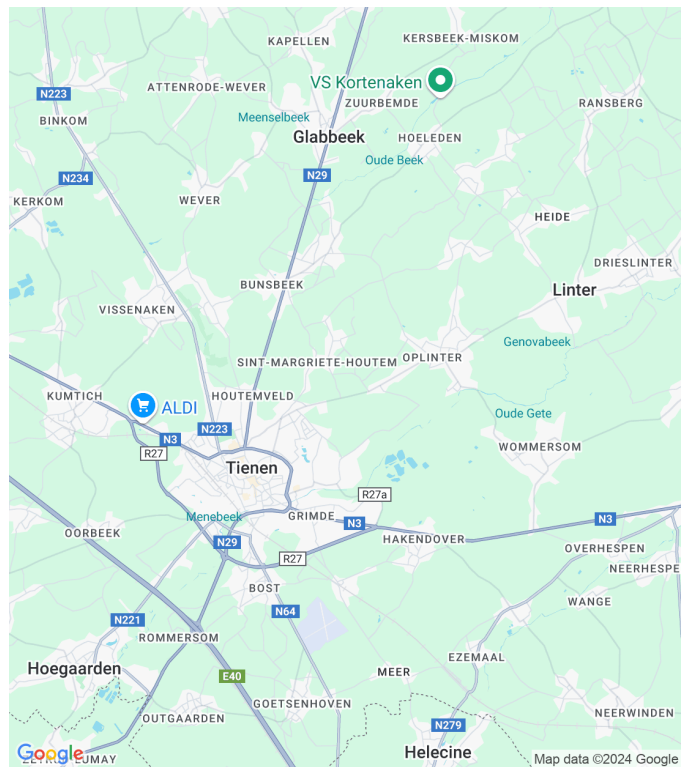 KAPELLEN
KERSBEEK-MISKOM
VS Kortenaken
ATTENRODE-WEVER
N223
ZUURBEMDE
RANSBERG
BINKOM
Meenselbeek
Glabbeek
HOELEDEN
Oude Beek
N234
N29
KERKOM
WEVER
HEIDE
DRIESLINTER
BUNSBEEK
Linter
VISSENAKEN
Genovabeek
SINT-MARGRIETE-HOUTEM
OPLINTER
KUMTICH
HOUTEMVELD
ALDI
Oude Gete
N223
N3
WOMMERSOM
R27
Tienen
R27a
Menebeek
GRIMDE
N3
N3
OORBEEK
N29
HAKENDOVER
OVERHESPEN
R27
NEERHESPE
BOST
WANGE
N221
N64
ROMMERSOM
EZEMAAL
Hoegaarden
MEER
E40
GOETSENHOVEN
OUTGAARDEN
NEERWINDEN
N279
Helecine
Google
LUMAY
Map data ©2024 Google